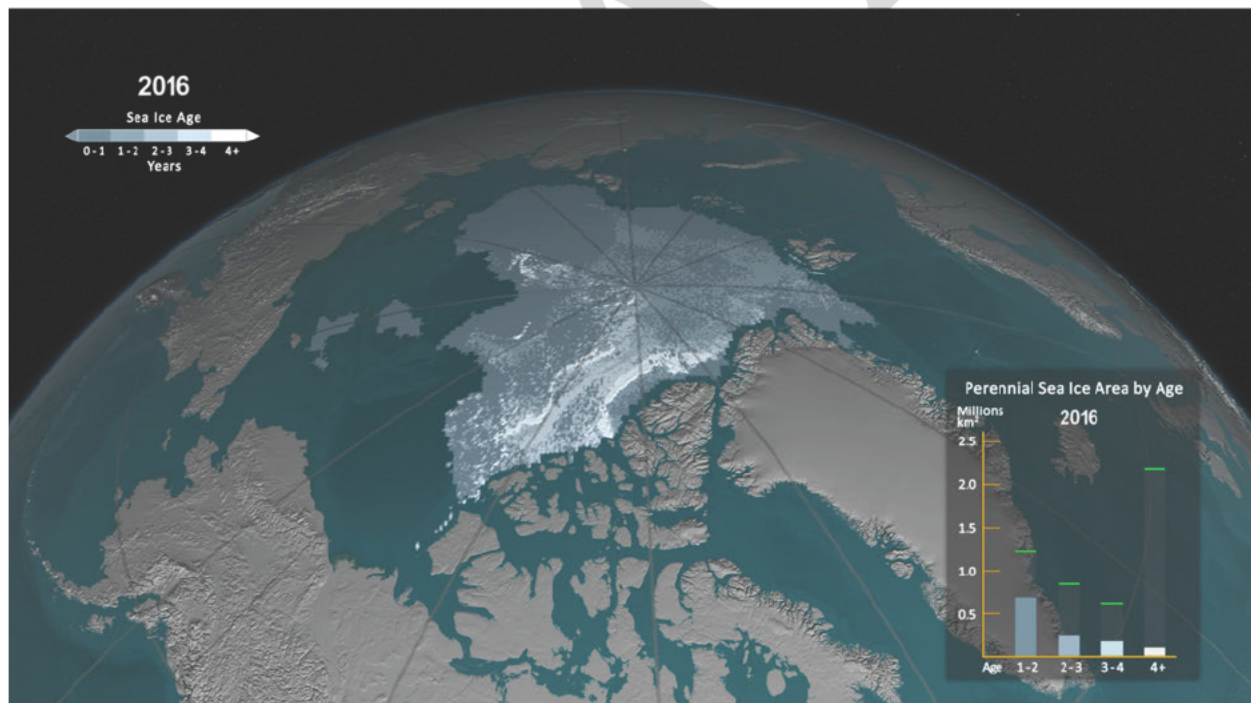 2016
Sea Ice Age
0-1 1-2 2-3 3-4 4+
Years
Perennial Sea Ice Area by Age
Millions
km²
2016
2.5
2.0
1.5
1.0
0.5
Age 1-2 2-3 3-4 4+